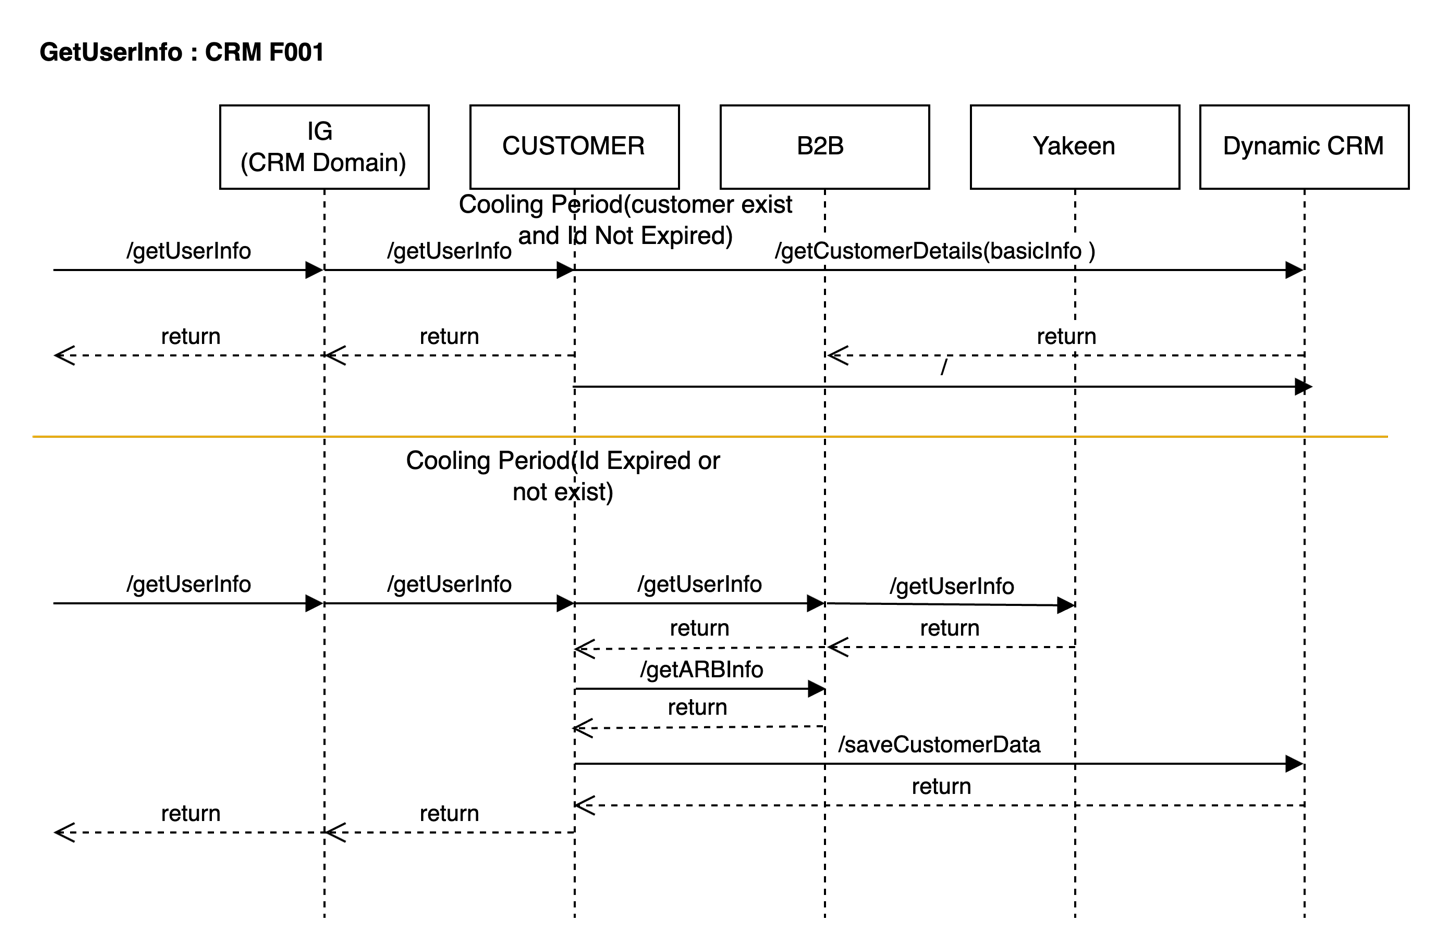 GetUserInfo : CRM F001
IG
(CRM Domain)
CUSTOMER
B2B
Yakeen
Dynamic CRM
Cooling Period(customer exist
and Id Not Expired)
/getUserInfo
/getUserInfo
/getCustomerDetails(basicInfo )
return
return
return
/
Cooling Period(Id Expired or
not exist)
/getUserInfo
/getUserInfo
/getUserInfo
/getUserInfo
return
return
/getARBInfo
return
/saveCustomerData
return
return
return